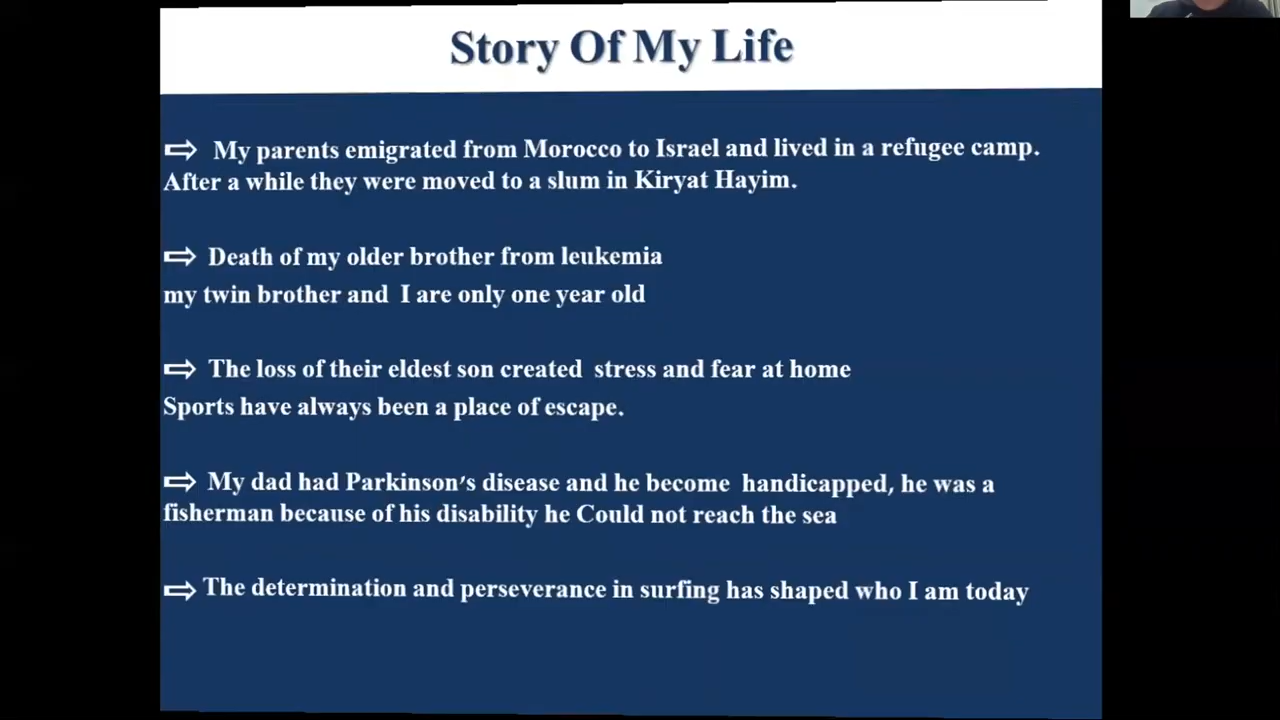 Story Of My Life
⇨ My parents emigrated from Morocco to Israel and lived in a refugee camp.
After a while they were moved to a slum in Kiryat Hayim.
⇨ Death of my older brother from leukemia
my twin brother and I are only one year old
⇨ The loss of their eldest son created stress and fear at home
Sports have always been a place of escape.
⇨ My dad had Parkinson's disease and he become handicapped, he was a
fisherman because of his disability he Could not reach the sea
⇨ The determination and perseverance in surfing has shaped who I am today